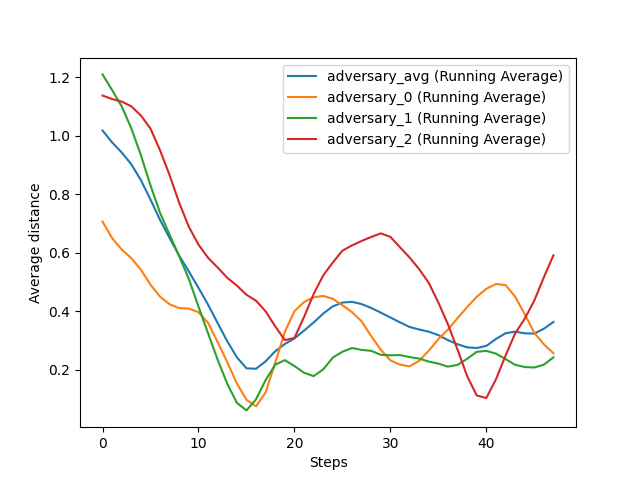 adversary_avg (Running Average)
adversary_0 (Running Average)
adversary_1 (Running Average)
adversary_2 (Running Average)
1.2
1.0
0.8
0.6
0.4
0.2
Average distance
0
10
20
30
40
Steps